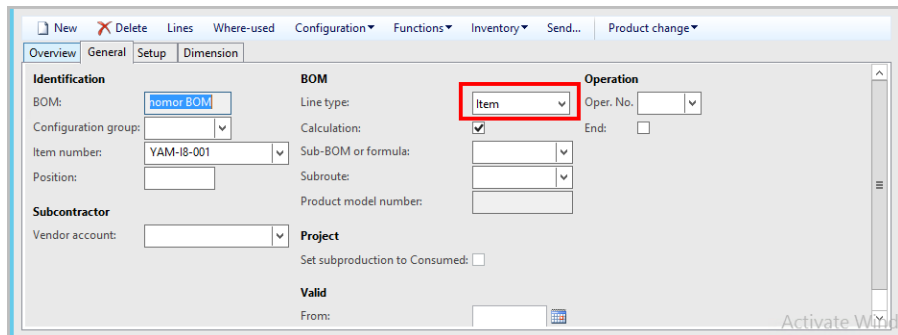 New Delete Lines Where-used Configuration Functions Inventory Send... Product change
Overview General Setup Dimension
Identification
BOM: nomor BOM
Configuration group:
Item number: YAM-I8-001
Position:
Subcontractor
Vendor account:
BOM
Line type: Item
Calculation:
Sub-BOM or formula:
Subroute:
Product model number:
Project
Set subproduction to Consumed:
Valid
From:
Operation
Oper. No.
End: